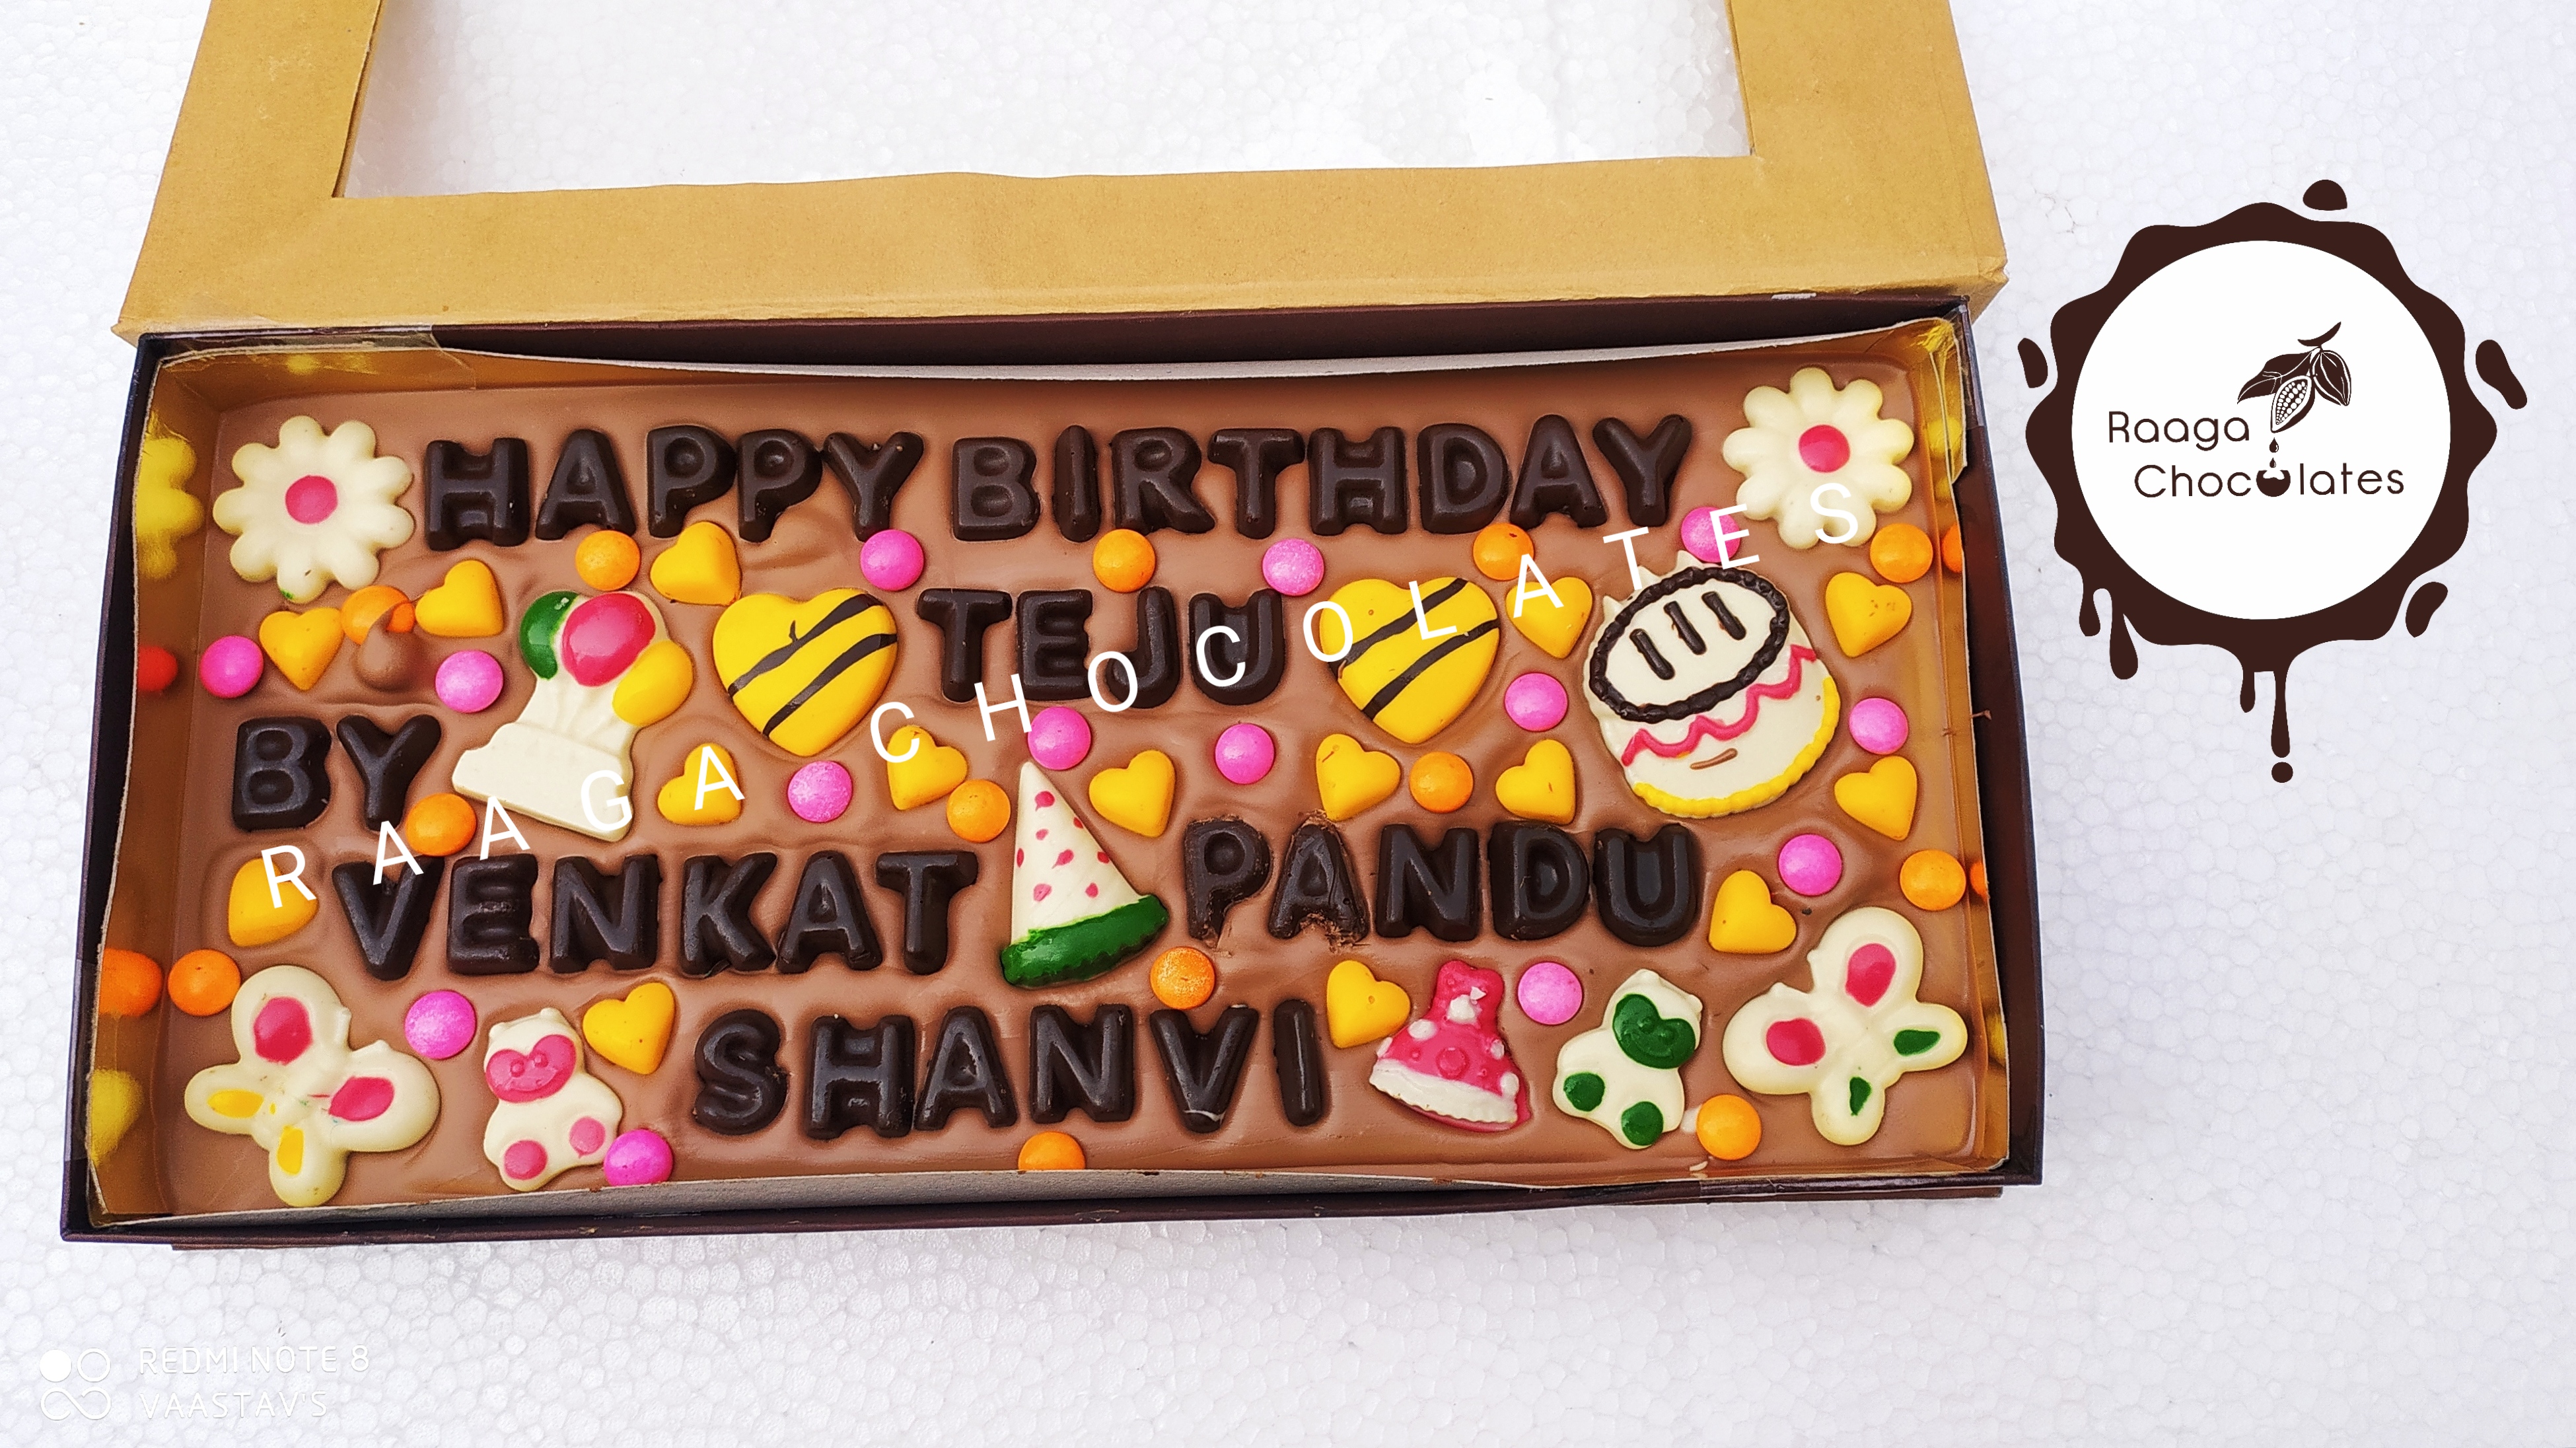 HAPPY BIRTHDAY
TEJU
BY
VENKAT PANDU
SHANVI
RAAGA CHOCOLATES
Raaga
Chocolates
REDMI NOTE 8
VAASTAV'S